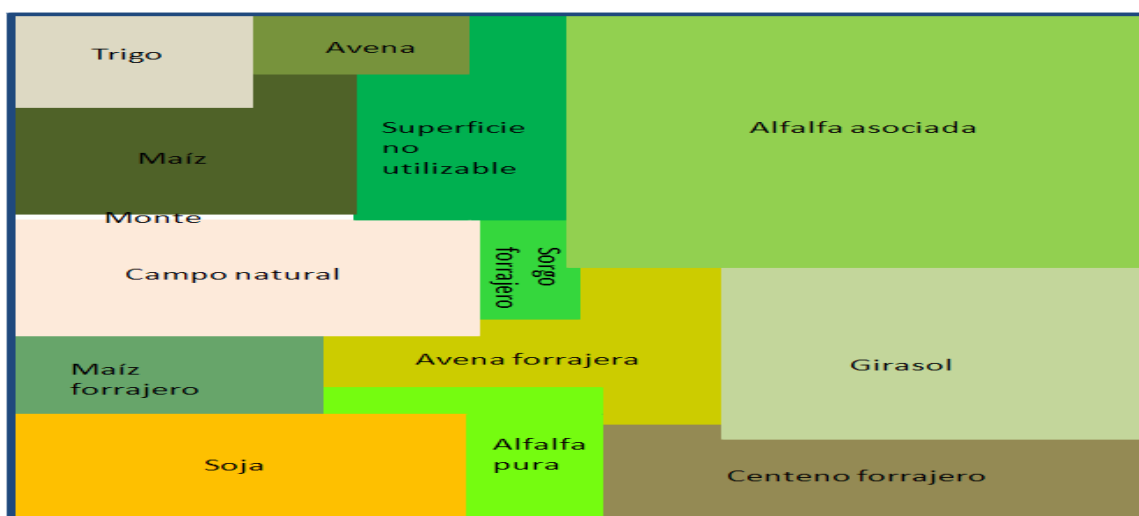 Trigo
Avena
Alfalfa asociada
Superficie
no
utilizable
Maíz
Monte
Campo natural
Sorgo
forrajero
Avena forrajera
Girasol
Maíz
forrajero
Soja
Alfalfa
pura
Centeno forrajero